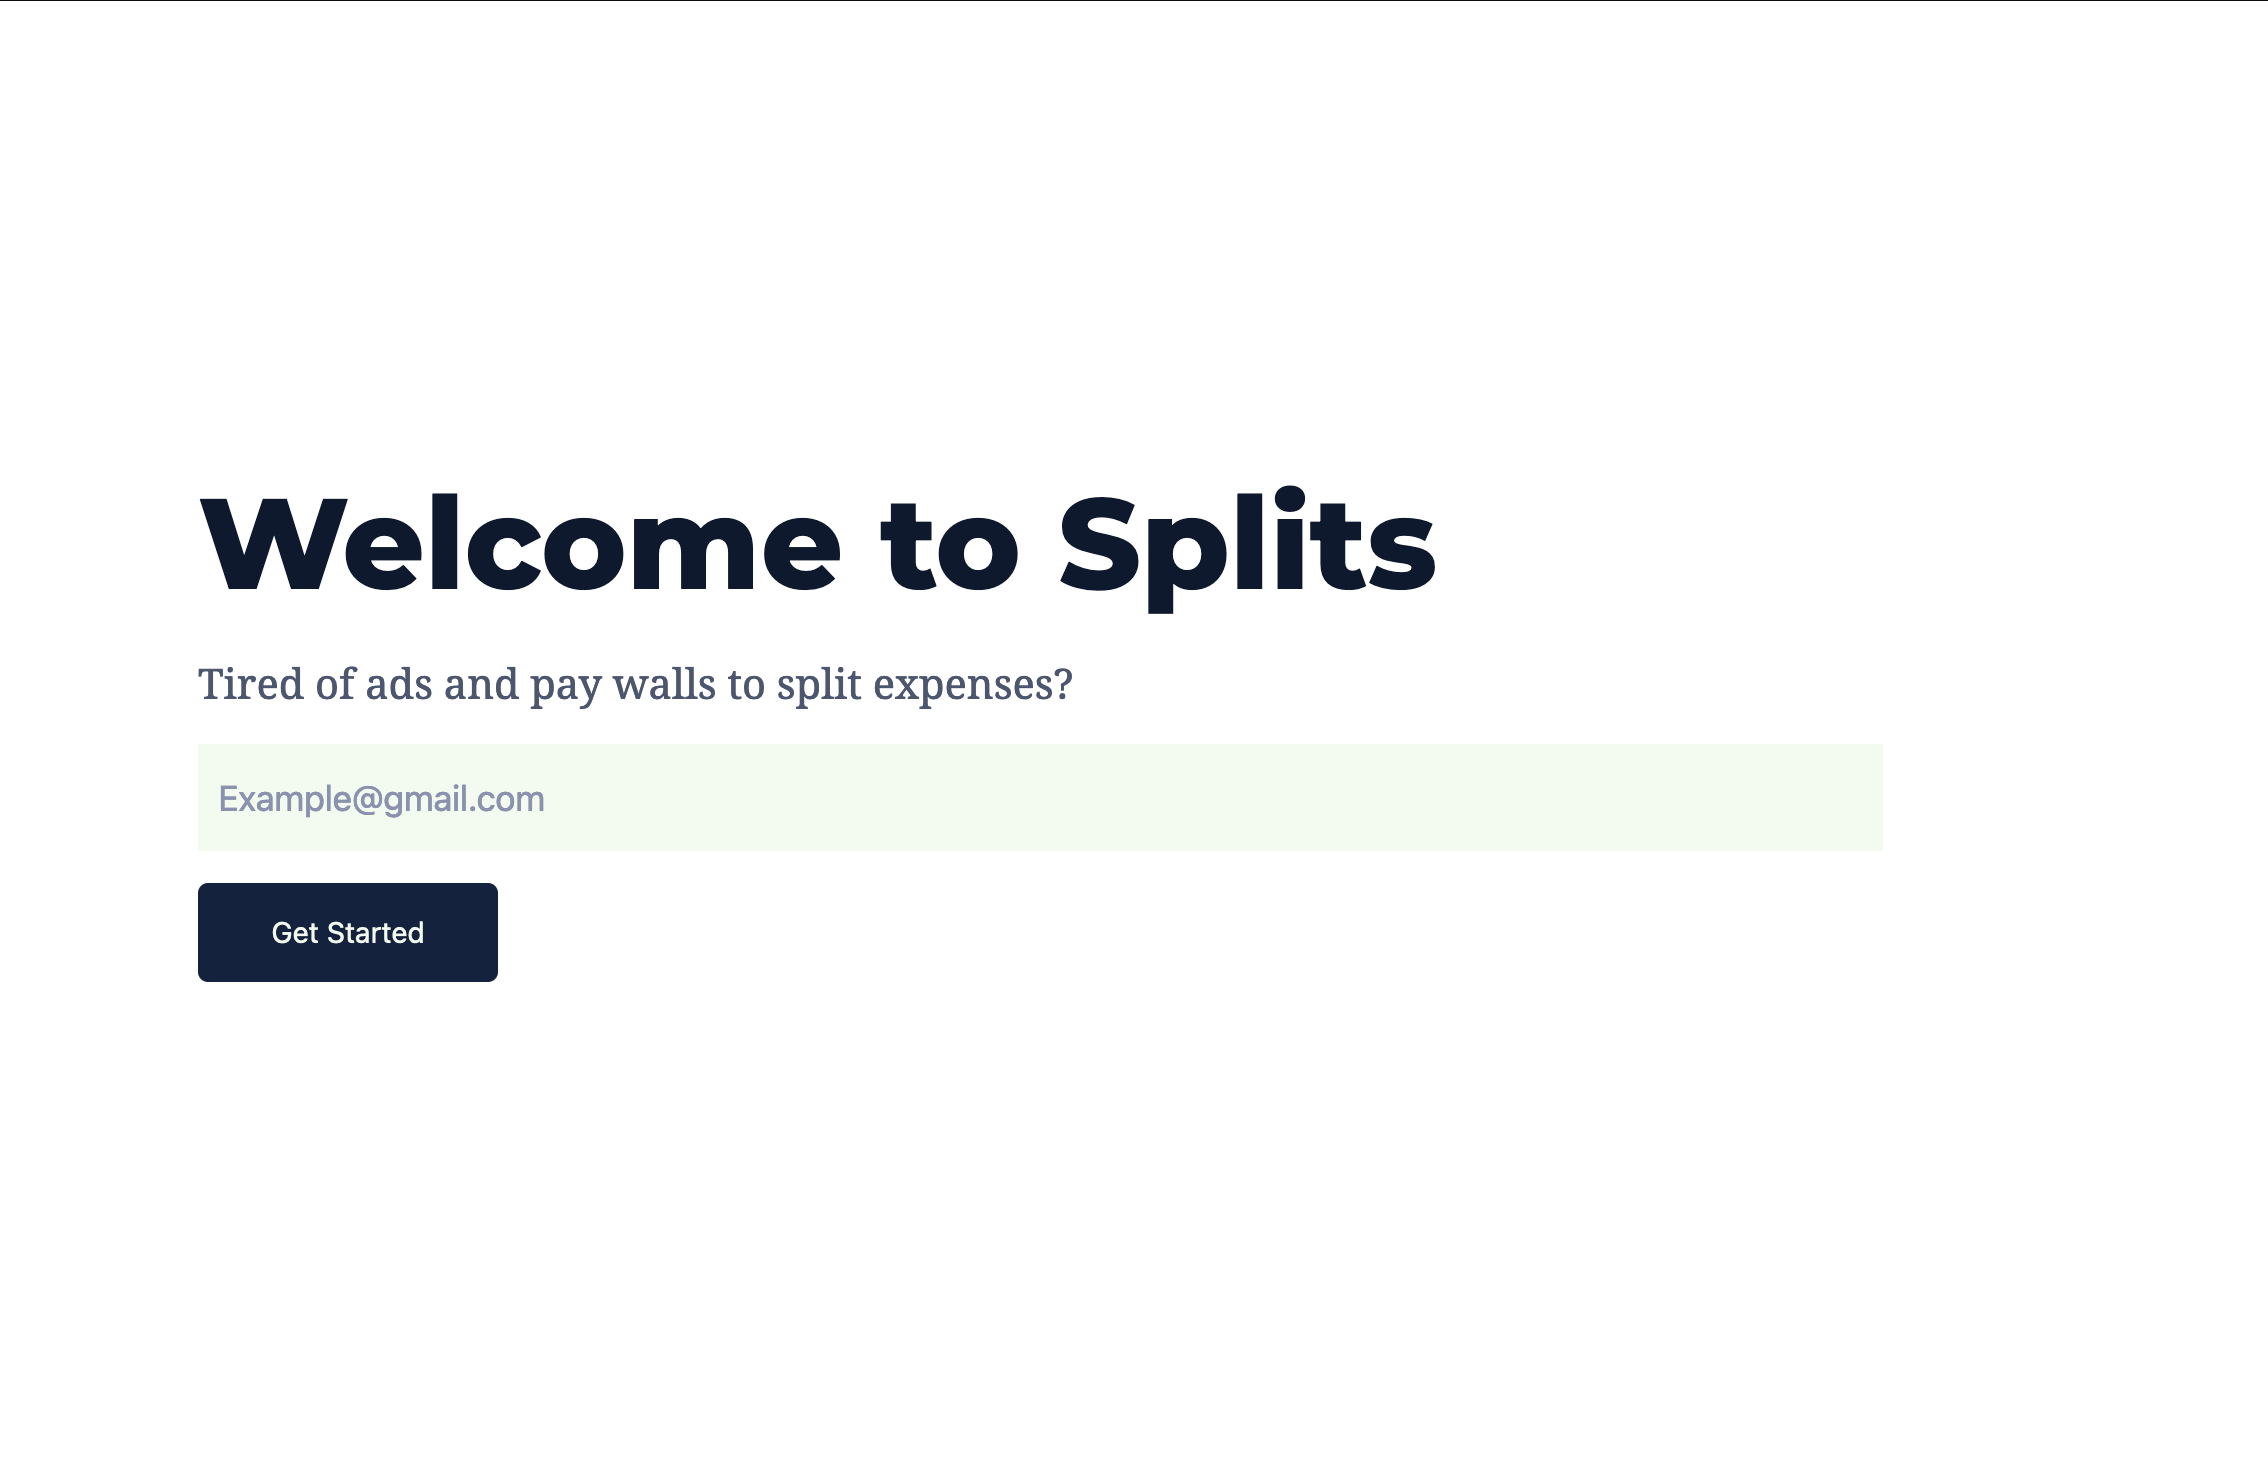 Welcome to Splits
Tired of ads and pay walls to split expenses?
Example@gmail.com
Get Started